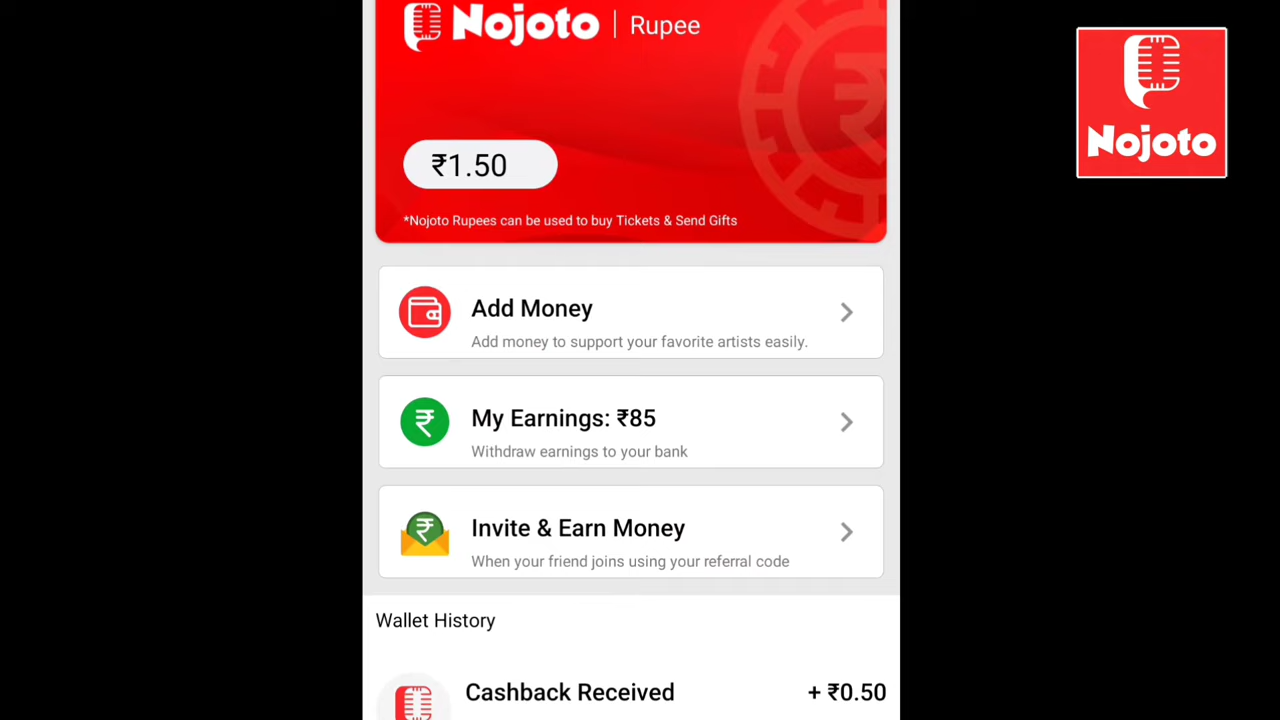 Nojoto | Rupee
₹1.50
*Nojoto Rupees can be used to buy Tickets & Send Gifts
Add Money
Add money to support your favorite artists easily.
My Earnings: ₹85
Withdraw earnings to your bank
Invite & Earn Money
When your friend joins using your referral code
Wallet History
Cashback Received + ₹0.50
Nojoto